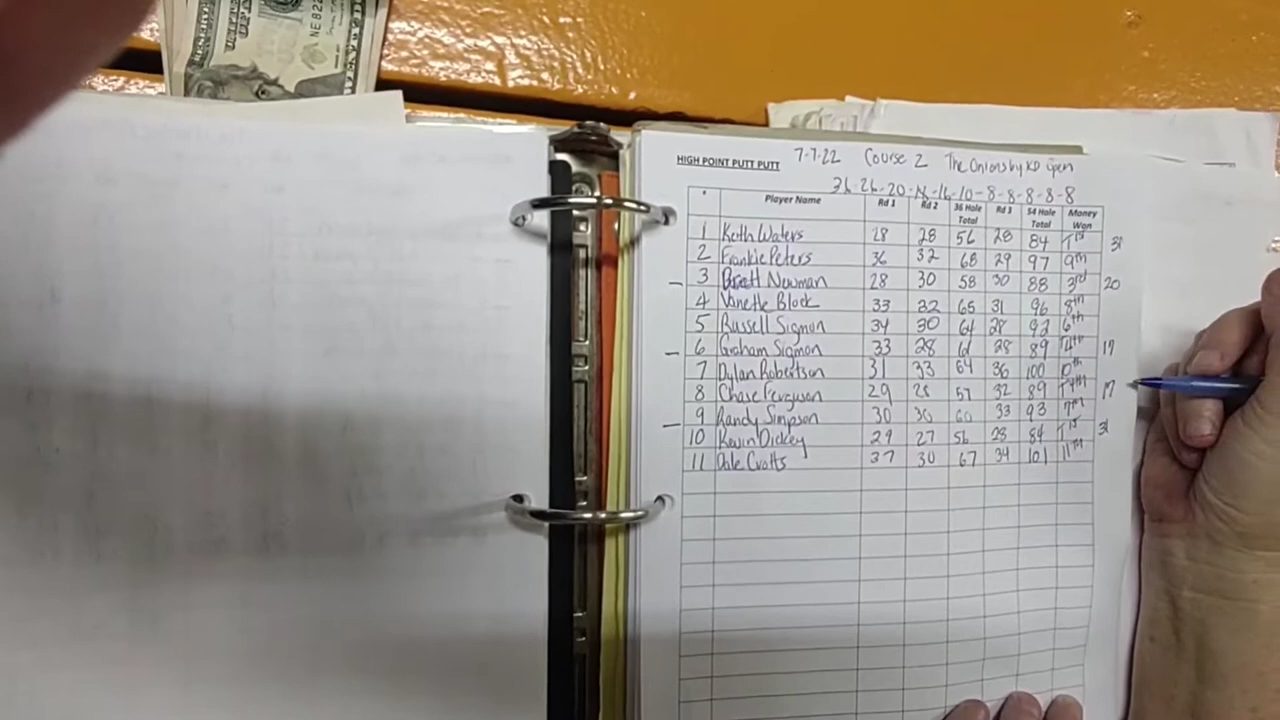 NE822
HIGH POINT PUTT PUTT 7-7-22 Course 2 The Onions by KD Open
36-26-20-18-16-10-8-8-8-8-8
* Player Name Rd 1 Rd 2 36 Hole Total Rd 3 54 Hole Total Money Won
1 Keith Waters 28 28 56 28 84 T1st 31
2 Frankie Peters 36 32 68 29 97 9th
3 Brett Newman 28 30 58 30 88 3rd 20
4 Vanette Block 33 32 65 31 96 8th
5 Russell Sigmon 34 30 64 28 92 6th
6 Graham Sigmon 33 28 61 28 89 T4th 17
7 Dylan Robertson 31 33 64 36 100 10th
8 Chase Ferguson 29 28 57 32 89 T4th 17
9 Randy Simpson 30 30 60 33 93 7th
10 Kevin Dickey 29 27 56 28 84 T1st 31
11 Dale Crotts 37 30 67 34 101 11th